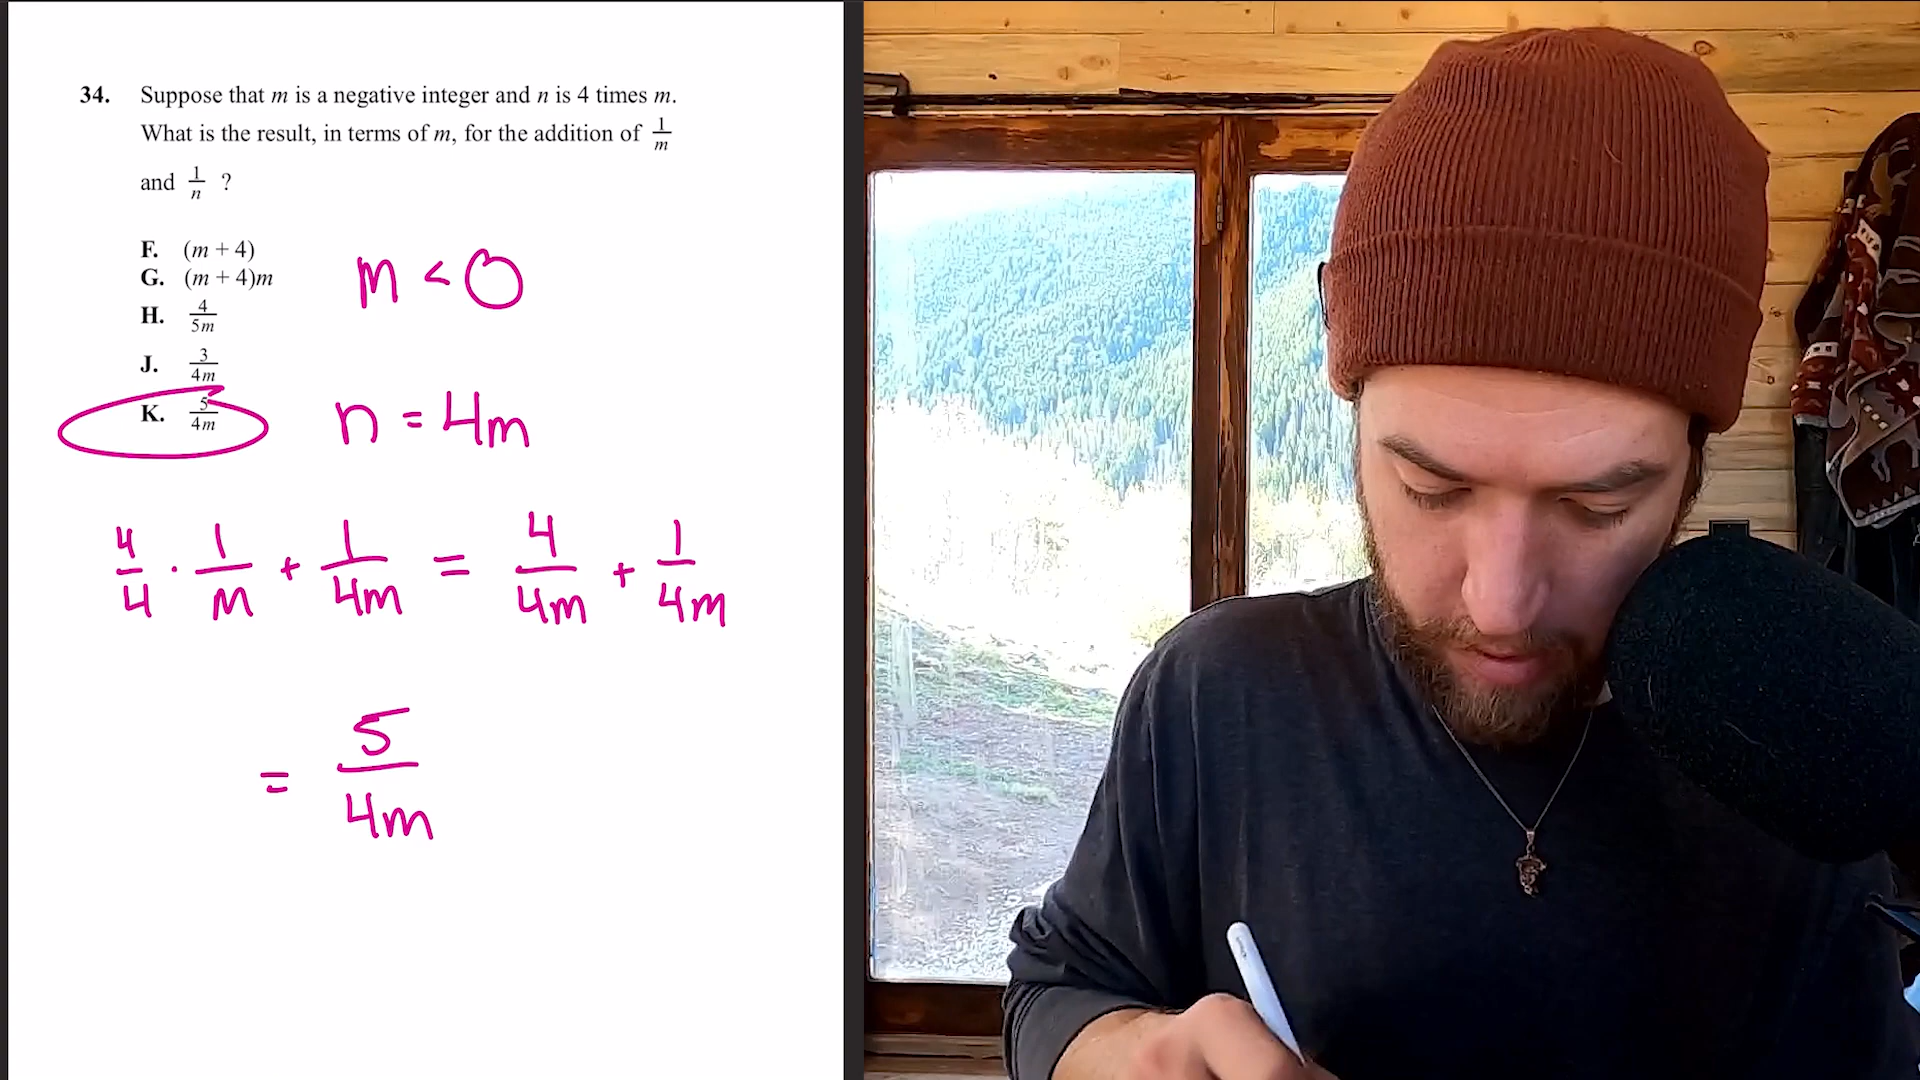 34. Suppose that m is a negative integer and n is 4 times m.
What is the result, in terms of m, for the addition of 1/m
and 1/n ?
F. (m + 4)
G. (m + 4)m
H. 4/5m
J. 3/4m
K. 5/4m
m < 0
n = 4m
4/4 · 1/m + 1/4m = 4/4m + 1/4m
= 5/4m